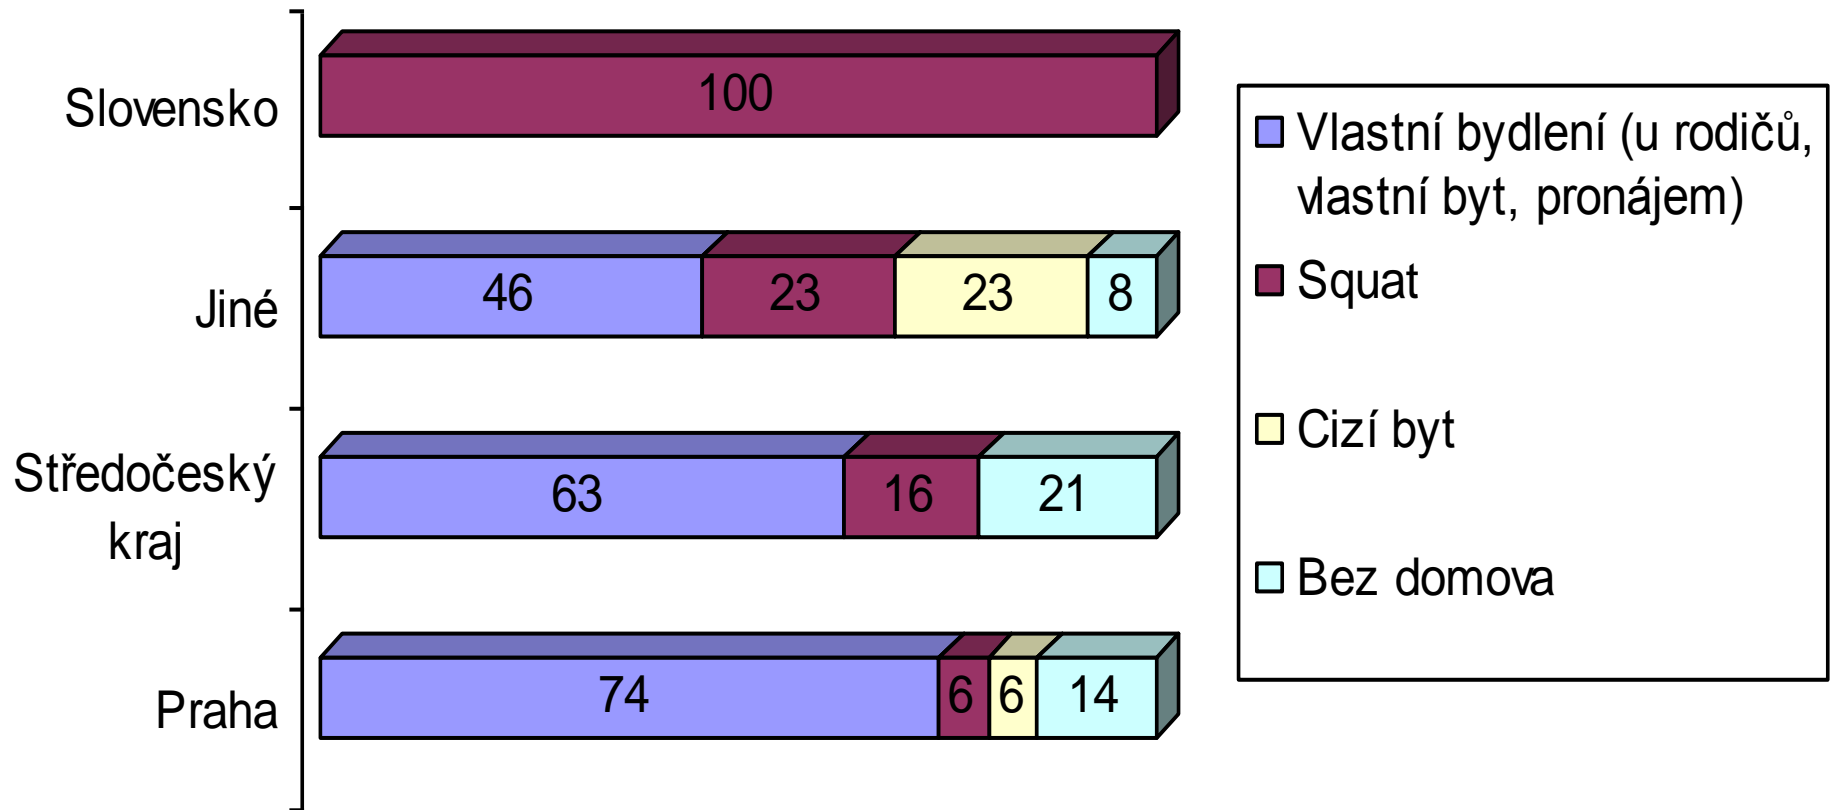 Slovensko
100
Jiné
46 23 23 8
Středočeský
kraj
63 16 21
Praha
74 6 6 14
Vlastní bydlení (u rodičů,
vlastní byt, pronájem)
Squat
Cizí byt
Bez domova